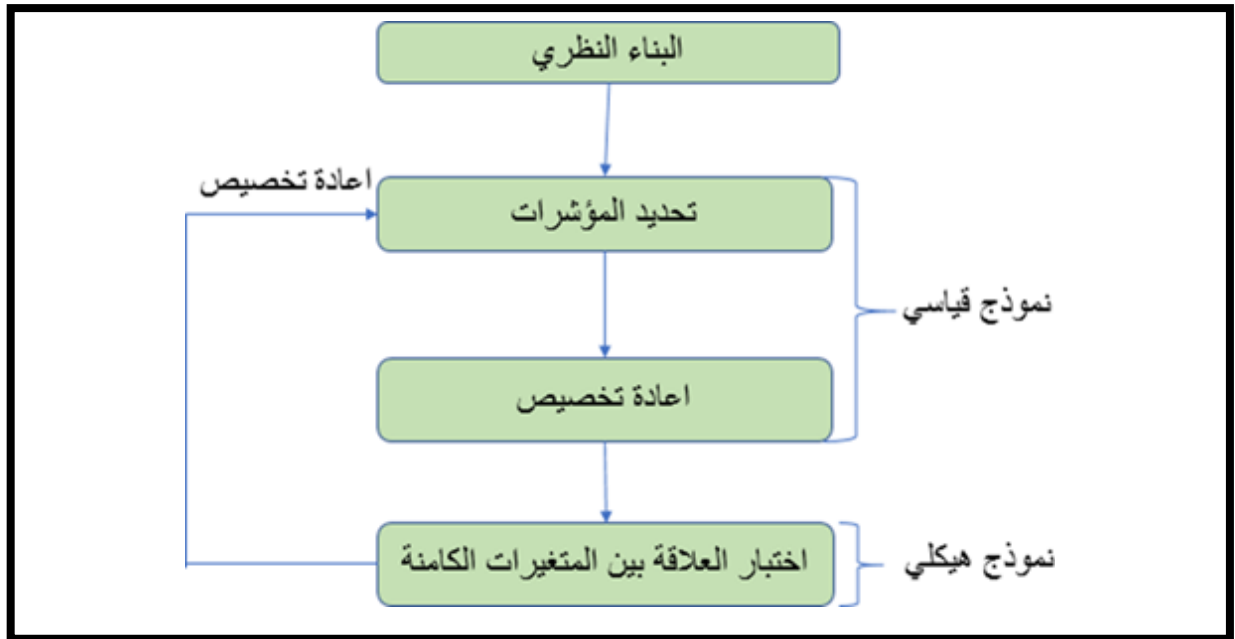 البناء النظري
اعادة تخصيص
تحديد المؤشرات
نموذج قياسي
اعادة تخصيص
اختبار العلاقة بين المتغيرات الكامنة
نموذج هيكلي